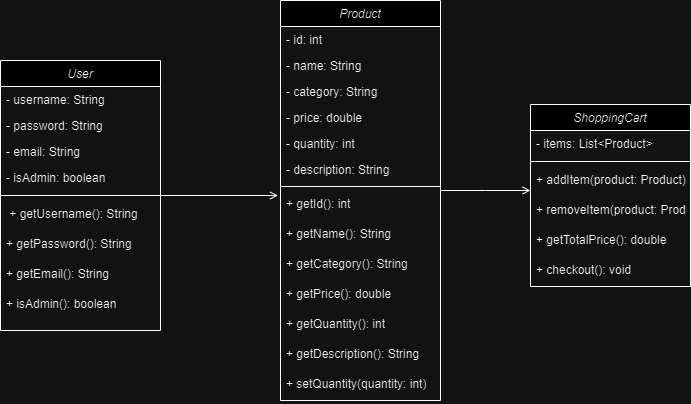 User
- username: String
- password: String
- email: String
- isAdmin: boolean
+ getUsername(): String
+ getPassword(): String
+ getEmail(): String
+ isAdmin(): boolean
Product
- id: int
- name: String
- category: String
- price: double
- quantity: int
- description: String
+ getId(): int
+ getName(): String
+ getCategory(): String
+ getPrice(): double
+ getQuantity(): int
+ getDescription(): String
+ setQuantity(quantity: int)
ShoppingCart
- items: List<Product>
+ addItem(product: Product)
+ removeItem(product: Prod
+ getTotalPrice(): double
+ checkout(): void